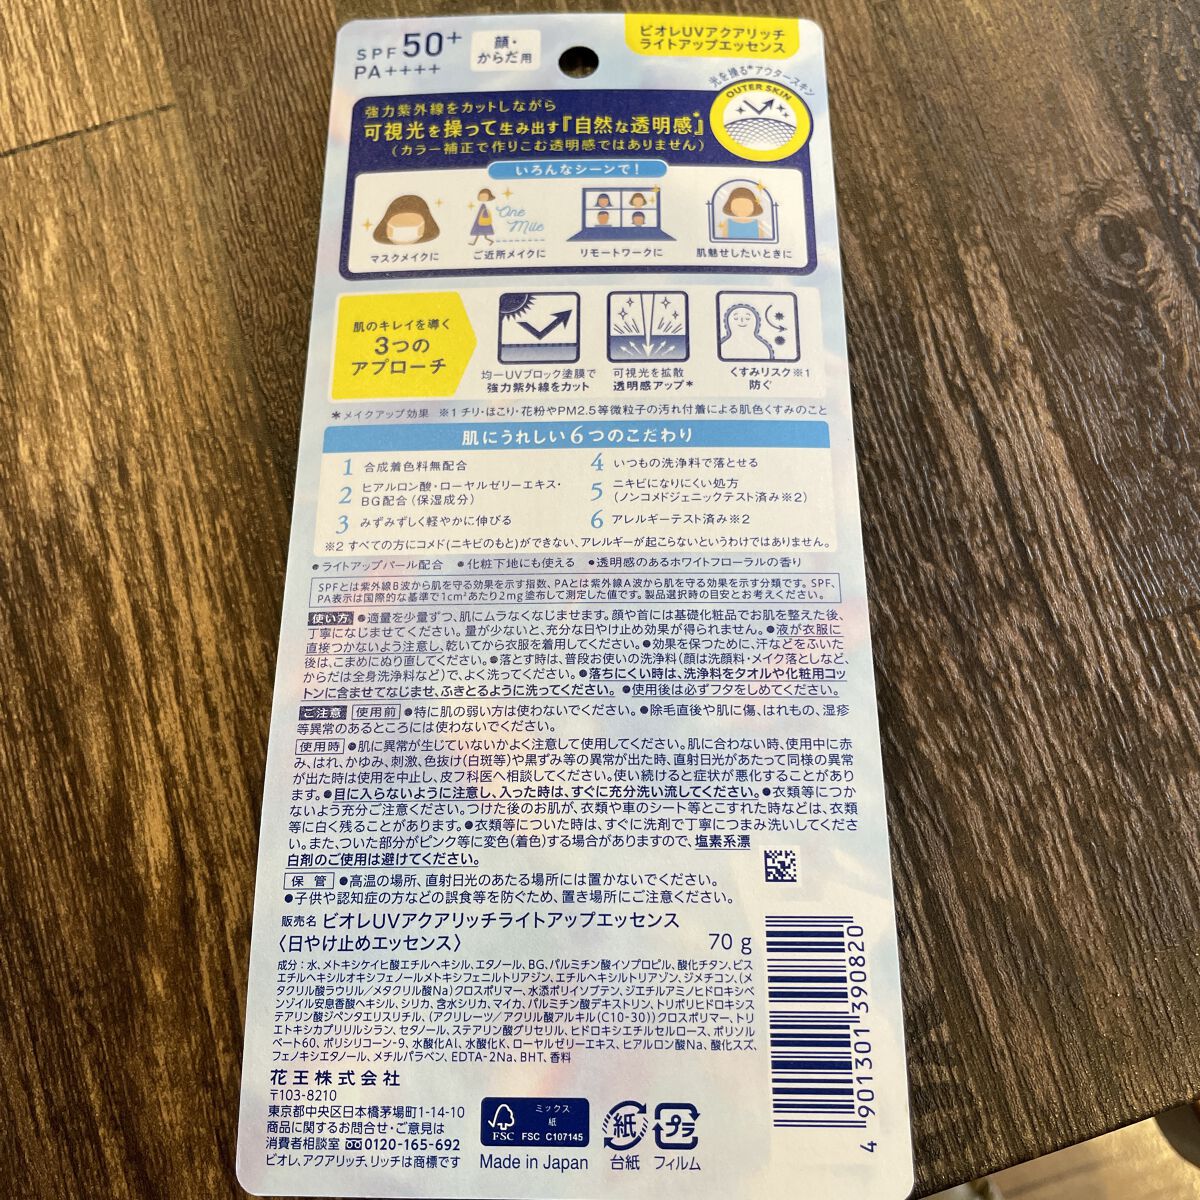 SPF50+
PA++++
顔・
からだ用
ビオレUVアクアリッチ
ライトアップエッセンス
光を操る*アウタースキン
OUTER SKIN
強力紫外線をカットしながら
可視光を操って生み出す『自然な透明感*』
(カラー補正で作りこむ透明感ではありません)
いろんなシーンで!
One
Mile
マスクメイクに
ご近所メイクに
リモートワークに
肌魅せしたいときに
肌のキレイを導く
3つの
アプローチ
均一UVブロック塗膜で
強力紫外線をカット
可視光を拡散
透明感アップ*
くすみリスク※1
防ぐ
*メイクアップ効果 ※1 チリ・ほこり・花粉やPM2.5等微粒子の汚れ付着による肌色くすみのこと
肌にうれしい6つのこだわり
1 合成着色料無配合
2 ヒアルロン酸・ローヤルゼリーエキス・
BG配合(保湿成分)
3 みずみずしく軽やかに伸びる
4 いつもの洗浄料で落とせる
5 ニキビになりにくい処方
(ノンコメドジェニックテスト済み※2)
6 アレルギーテスト済み※2
※2 すべての方にコメド(ニキビのもと)ができない、アレルギーが起こらないというわけではありません。
●ライトアップパール配合 ●化粧下地にも使える ●透明感のあるホワイトフローラルの香り
SPFとは紫外線B波から肌を守る効果を示す指数、PAとは紫外線A波から肌を守る効果を示す分類です。SPF、
PA表示は国際的な基準で1cm²あたり2mg塗布して測定した値です。製品選択時の目安とお考えください。
使い方 ●適量を少量ずつ、肌にムラなくなじませます。顔や首には基礎化粧品でお肌を整えた後、
丁寧になじませてください。量が少ないと、充分な日やけ止め効果が得られません。●液が衣服に
直接つかないよう注意し、乾いてから衣服を着用してください。●効果を保つために、汗などをふいた
後は、こまめにぬり直してください。●落とす時は、普段お使いの洗浄料(顔は洗顔料・メイク落としなど、
からだは全身洗浄料など)で、よく洗ってください。●落ちにくい時は、洗浄料をタオルや化粧用コッ
トンに含ませてなじませ、ふきとるように洗ってください。 ●使用後は必ずフタをしめてください。
ご注意 使用前 ●特に肌の弱い方は使わないでください。●除毛直後や肌に傷、はれもの、湿疹
等異常のあるところには使わないでください。
使用時 ●肌に異常が生じていないかよく注意して使用してください。肌に合わない時、使用中に赤
み、はれ、かゆみ、刺激、色抜け(白斑等)や黒ずみ等の異常が出た時、直射日光があたって同様の異常
が出た時は使用を中止し、皮フ科医へ相談してください。使い続けると症状が悪化することがあり
ます。●目に入らないように注意し、入った時は、すぐに充分洗い流してください。●衣類等につか
ないよう充分ご注意ください。つけた後のお肌が、衣類や車のシート等とこすれた時などは、衣類
等に白く残ることがあります。●衣類等についた時は、すぐに洗剤で丁寧につまみ洗いしてくださ
い。また、ついた部分がピンク等に変色(着色)する場合がありますので、塩素系漂
白剤のご使用は避けてください。
保管 ●高温の場所、直射日光のあたる場所には置かないでください。
●子供や認知症の方などの誤食等を防ぐため、置き場所にご注意ください。
販売名 ビオレUVアクアリッチライトアップエッセンス
〈日やけ止めエッセンス〉 70g
成分：水、メトキシケイヒ酸エチルヘキシル、エタノール、BG、パルミチン酸イソプロピル、酸化チタン、ビス
エチルヘキシルオキシフェノールメトキシフェニルトリアジン、エチルヘキシルトリアゾン、ジメチコン、(メ
タクリル酸ラウリル/メタクリル酸Na)クロスポリマー、水添ポリイソブテン、ジエチルアミノヒドロキシベ
ンゾイル安息香酸ヘキシル、シリカ、含水シリカ、マイカ、パルミチン酸デキストリン、トリポリヒドロキシス
テアリン酸ジペンタエリスリチル、(アクリレーツ/アクリル酸アルキル(C10-30))クロスポリマー、トリ
エトキシカプリリルシラン、セタノール、ステアリン酸グリセリル、ヒドロキシエチルセルロース、ポリソル
ベート60、ポリシリコーン-9、水酸化Al、水酸化K、ローヤルゼリーエキス、ヒアルロン酸Na、酸化スズ、
フェノキシエタノール、メチルパラベン、EDTA-2Na、BHT、香料
花王株式会社
〒103-8210
東京都中央区日本橋茅場町1-14-10
商品に関するお問合せ・ご意見は
消費者相談室 0120-165-692
ビオレ、アクアリッチ、リッチは商標です
FSC
ミックス
紙
FSC C107145
Made in Japan
紙
台紙
プラ
フィルム
4 901301 390820